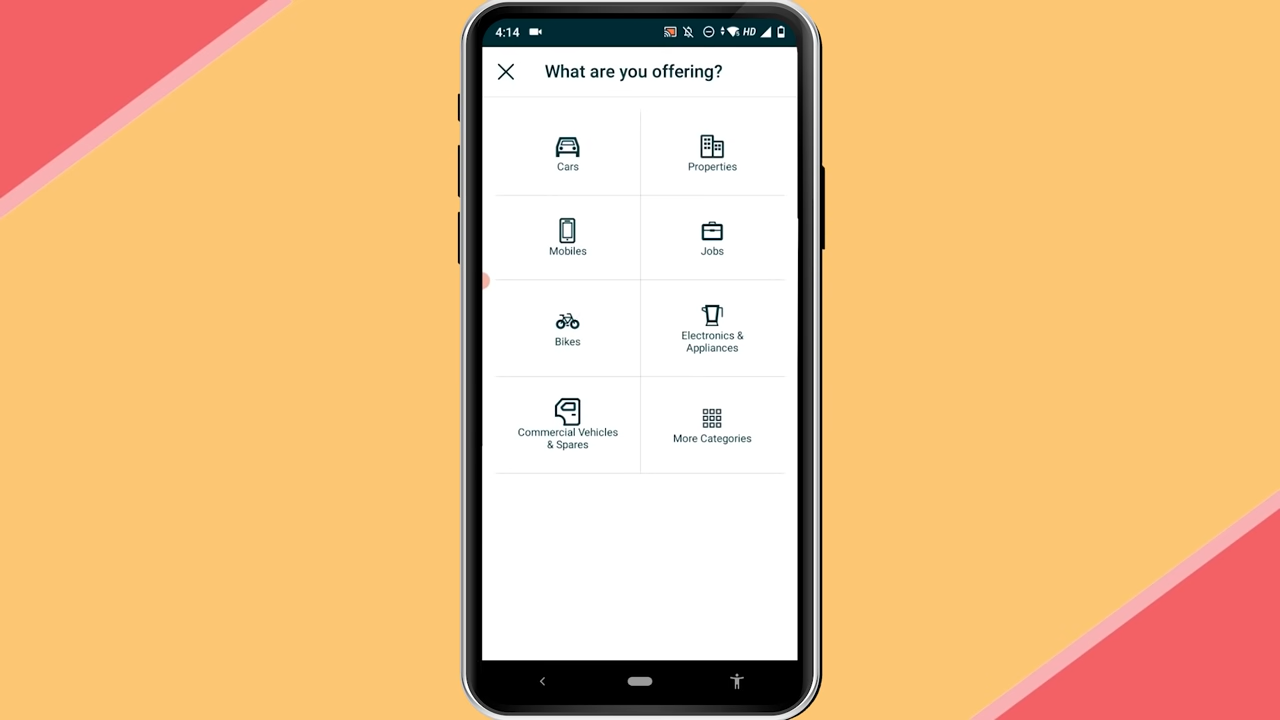 4:14
HD
What are you offering?
Cars
Properties
Mobiles
Jobs
Bikes
Electronics &
Appliances
Commercial Vehicles
& Spares
More Categories